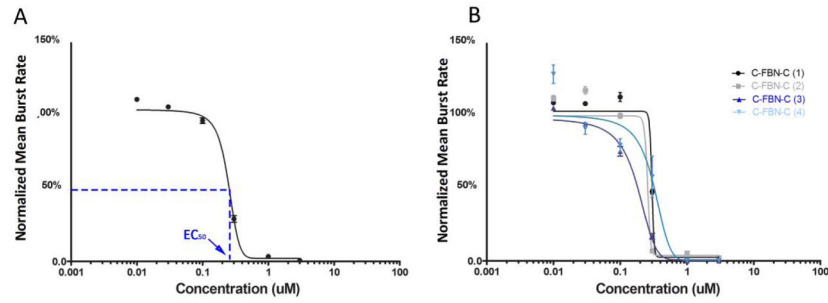 A
B
Normalized Mean Burst Rate
150%
,00%
50%
0.0
EC50
0.001
0.01
0.1
1
10
100
Concentration (uM)
Normalized Mean Burst Rate
150%
100%
50%
0.0
0.001
0.01
0.1
1
10
100
Concentration (uM)
C-FBN-C (1)
C-FBN-C (2)
C-FBN-C (3)
C-FBN-C (4)